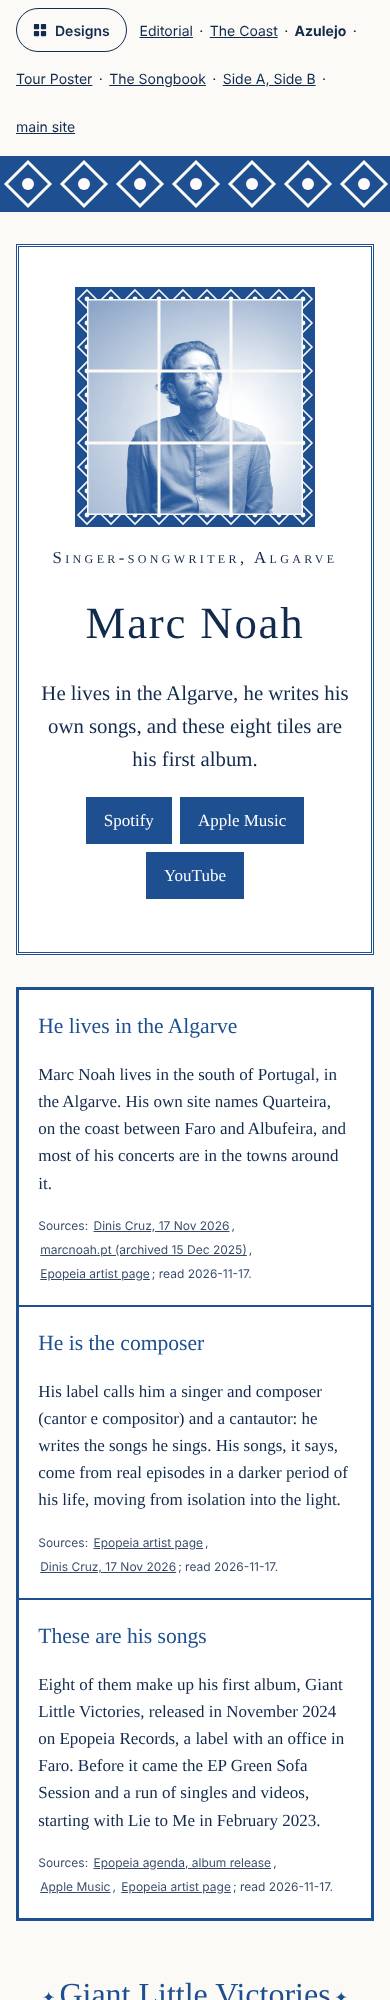 Designs Editorial · The Coast · Azulejo ·
Tour Poster · The Songbook · Side A, Side B ·
main site
Singer-songwriter, Algarve
Marc Noah
He lives in the Algarve, he writes his
own songs, and these eight tiles are
his first album.
Spotify Apple Music
YouTube
He lives in the Algarve
Marc Noah lives in the south of Portugal, in
the Algarve. His own site names Quarteira,
on the coast between Faro and Albufeira, and
most of his concerts are in the towns around
it.
Sources: Dinis Cruz, 17 Nov 2026,
marcnoah.pt (archived 15 Dec 2025),
Epopeia artist page; read 2026-11-17.
He is the composer
His label calls him a singer and composer
(cantor e compositor) and a cantautor: he
writes the songs he sings. His songs, it says,
come from real episodes in a darker period of
his life, moving from isolation into the light.
Sources: Epopeia artist page,
Dinis Cruz, 17 Nov 2026; read 2026-11-17.
These are his songs
Eight of them make up his first album, Giant
Little Victories, released in November 2024
on Epopeia Records, a label with an office in
Faro. Before it came the EP Green Sofa
Session and a run of singles and videos,
starting with Lie to Me in February 2023.
Sources: Epopeia agenda, album release,
Apple Music, Epopeia artist page; read 2026-11-17.
✦ Giant Little Victories ✦